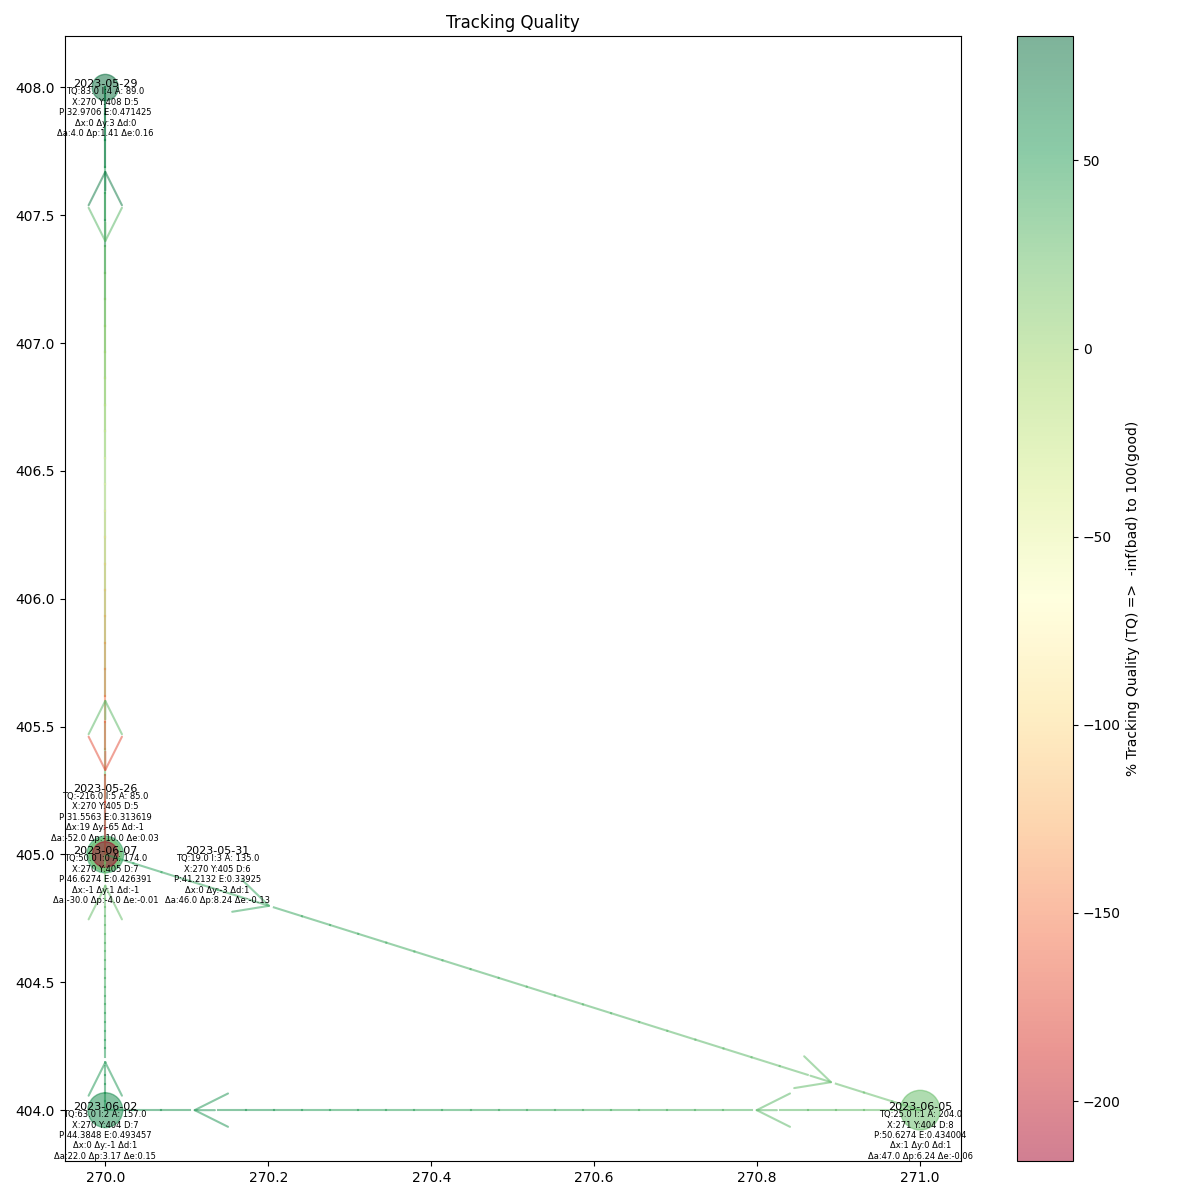 Tracking Quality
408.0
407.5
407.0
406.5
406.0
405.5
405.0
404.5
404.0
270.0
270.2
270.4
270.6
270.8
271.0
2023-05-29
TQ:83.0 I:4 A: 89.0
X:270 Y:408 D:5
P:32.9706 E:0.471425
Δx:0 Δy:3 Δd:0
Δa:4.0 Δp:1.41 Δe:0.16
2023-05-26
TQ:-216.0 I:5 A: 85.0
X:270 Y:405 D:5
P:31.5563 E:0.313619
Δx:19 Δy:-65 Δd:-1
Δa:-52.0 Δp:-10.0 Δe:0.03
2023-06-07
TQ:50.0 I:0 A: 174.0
X:270 Y:405 D:7
P:46.6274 E:0.426391
Δx:-1 Δy:1 Δd:-1
Δa:-30.0 Δp:-4.0 Δe:-0.01
2023-05-31
TQ:19.0 I:3 A: 135.0
X:270 Y:405 D:6
P:41.2132 E:0.33925
Δx:0 Δy:-3 Δd:1
Δa:46.0 Δp:8.24 Δe:-0.13
2023-06-02
TQ:63.0 I:2 A: 157.0
X:270 Y:404 D:7
P:44.3848 E:0.493457
Δx:0 Δy:-1 Δd:1
Δa:22.0 Δp:3.17 Δe:0.15
2023-06-05
TQ:25.0 I:1 A: 204.0
X:271 Y:404 D:8
P:50.6274 E:0.434004
Δx:1 Δy:0 Δd:1
Δa:47.0 Δp:6.24 Δe:-0.06
50
0
−50
−100
−150
−200
% Tracking Quality (TQ) => -inf(bad) to 100(good)